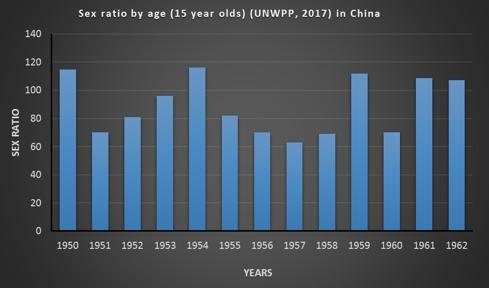 Sex ratio by age (15 year olds) (UNWPP, 2017) in China
140
120
100
80
60
40
20
0
SEX RATIO
1950 1951 1952 1953 1954 1955 1956 1957 1958 1959 1960 1961 1962
YEARS